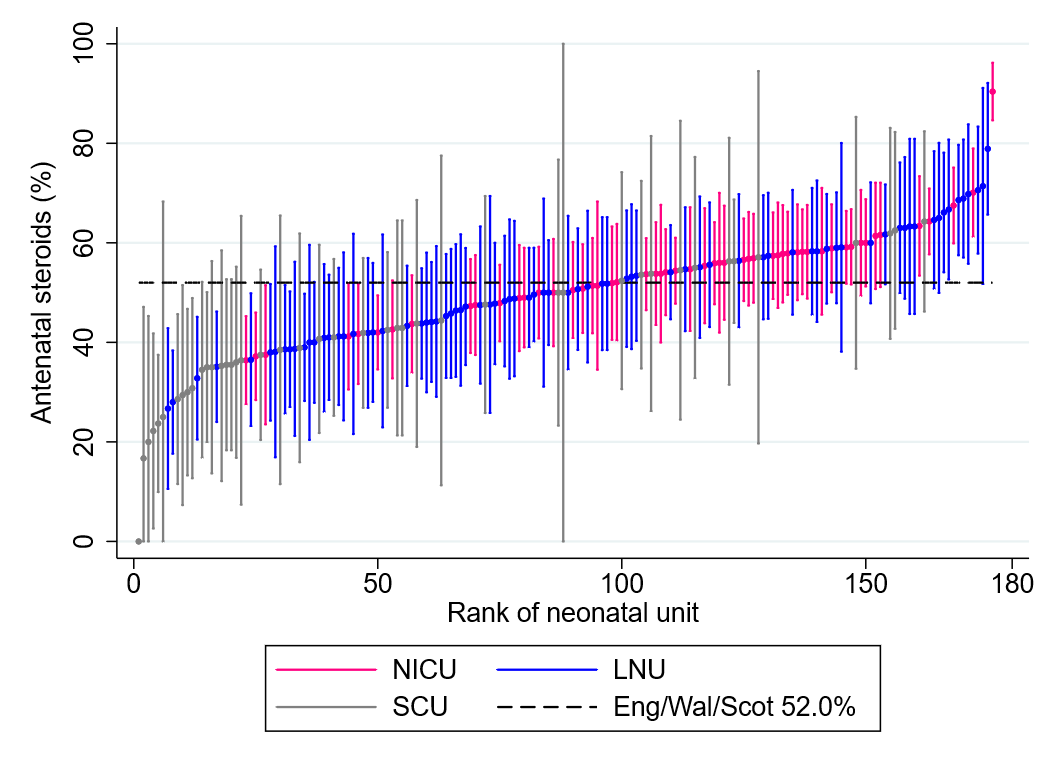 Antenatal steroids (%)
100
80
60
40
20
0
0 50 100 150 180
Rank of neonatal unit
NICU LNU
SCU Eng/Wal/Scot 52.0%